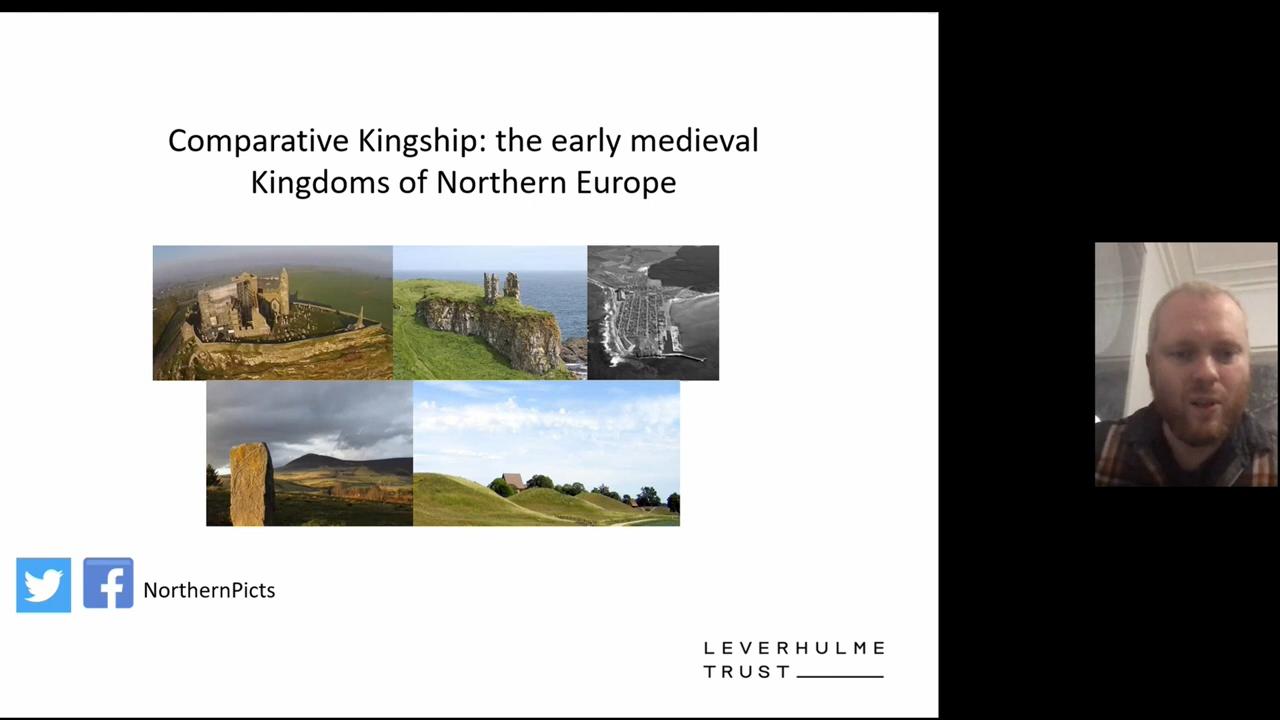 Comparative Kingship: the early medieval
Kingdoms of Northern Europe
NorthernPicts
LEVERHULME
TRUST